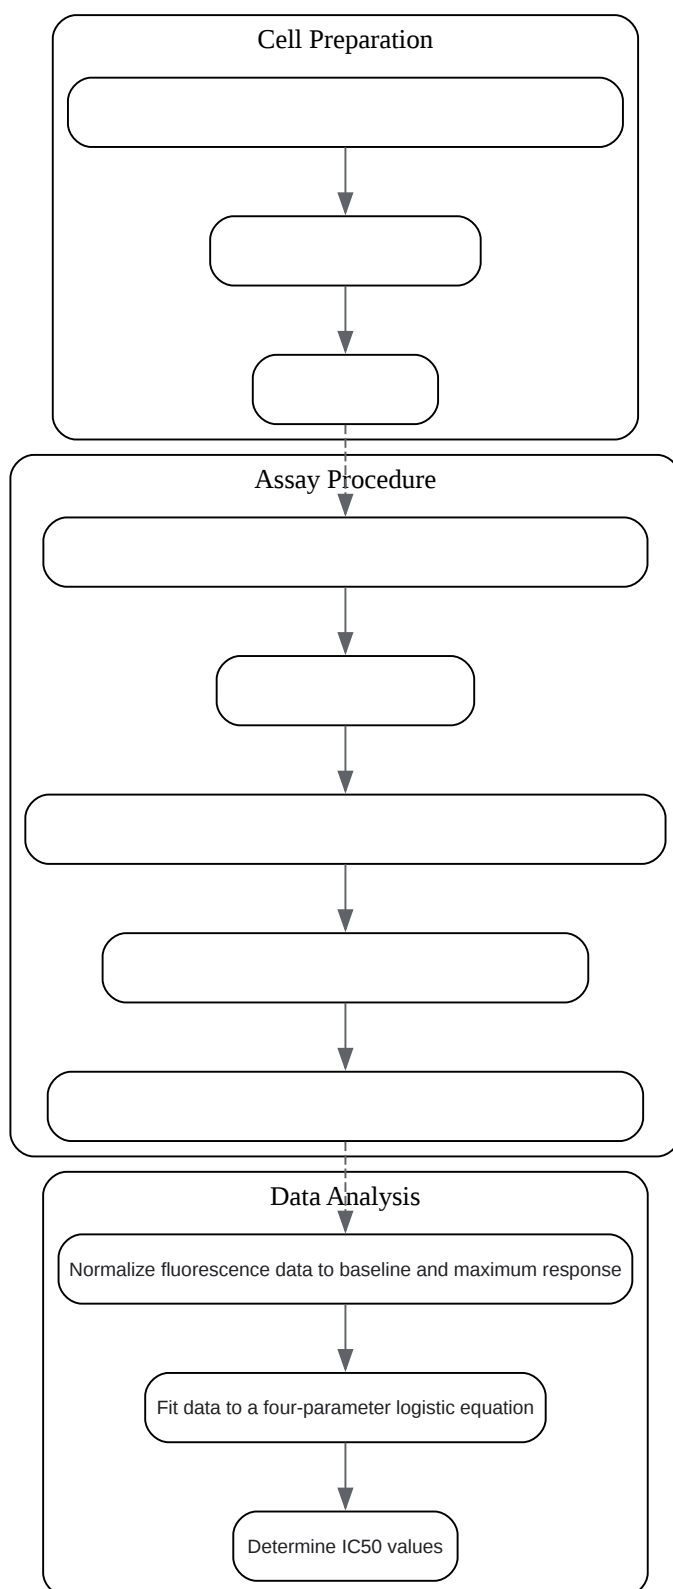 Cell Preparation
Assay Procedure
Data Analysis
Normalize fluorescence data to baseline and maximum response
Fit data to a four-parameter logistic equation
Determine IC50 values